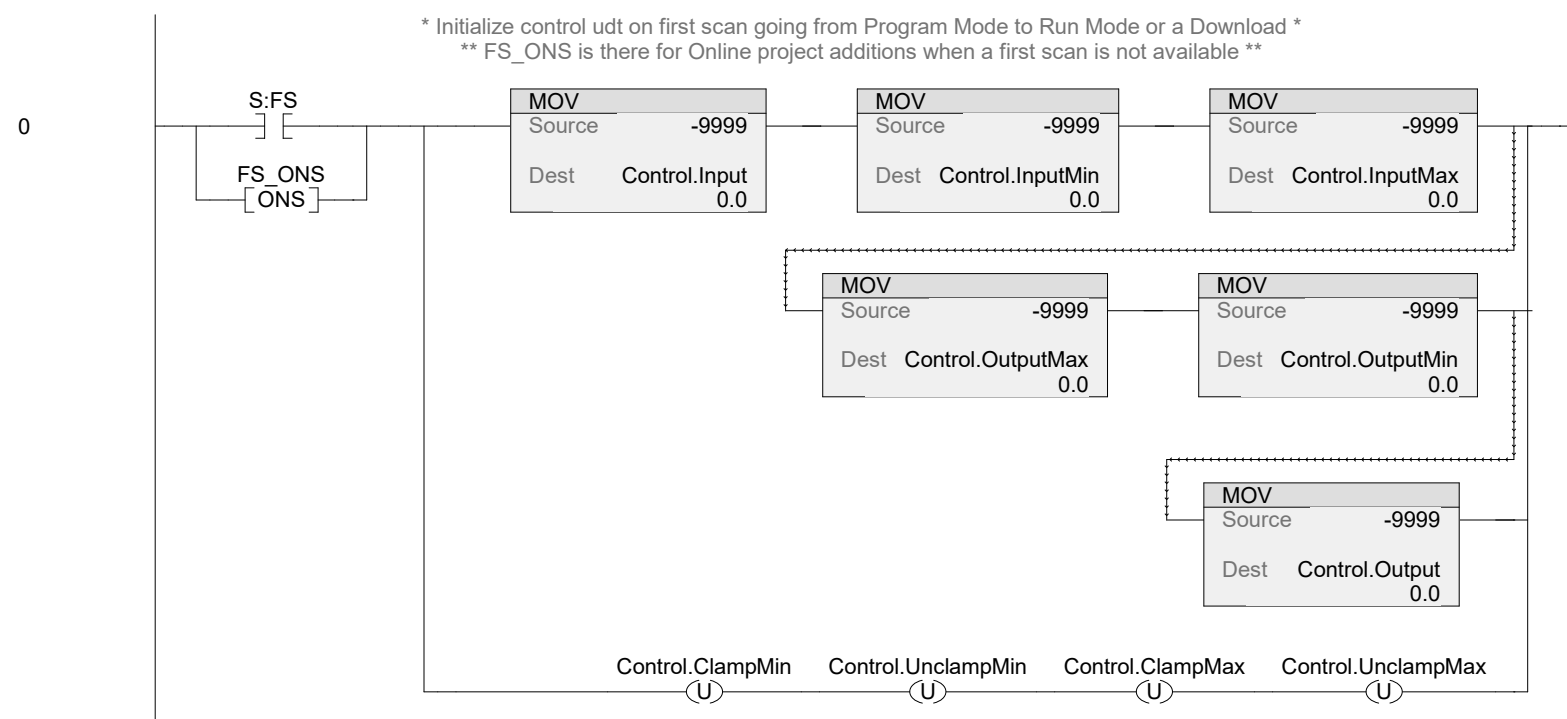 * Initialize control udt on first scan going from Program Mode to Run Mode or a Download *
** FS_ONS is there for Online project additions when a first scan is not available **
0
S:FS
FS_ONS
ONS
MOV
Source -9999
Dest Control.Input
0.0
MOV
Source -9999
Dest Control.InputMin
0.0
MOV
Source -9999
Dest Control.InputMax
0.0
MOV
Source -9999
Dest Control.OutputMax
0.0
MOV
Source -9999
Dest Control.OutputMin
0.0
MOV
Source -9999
Dest Control.Output
0.0
Control.ClampMin
U
Control.UnclampMin
U
Control.ClampMax
U
Control.UnclampMax
U